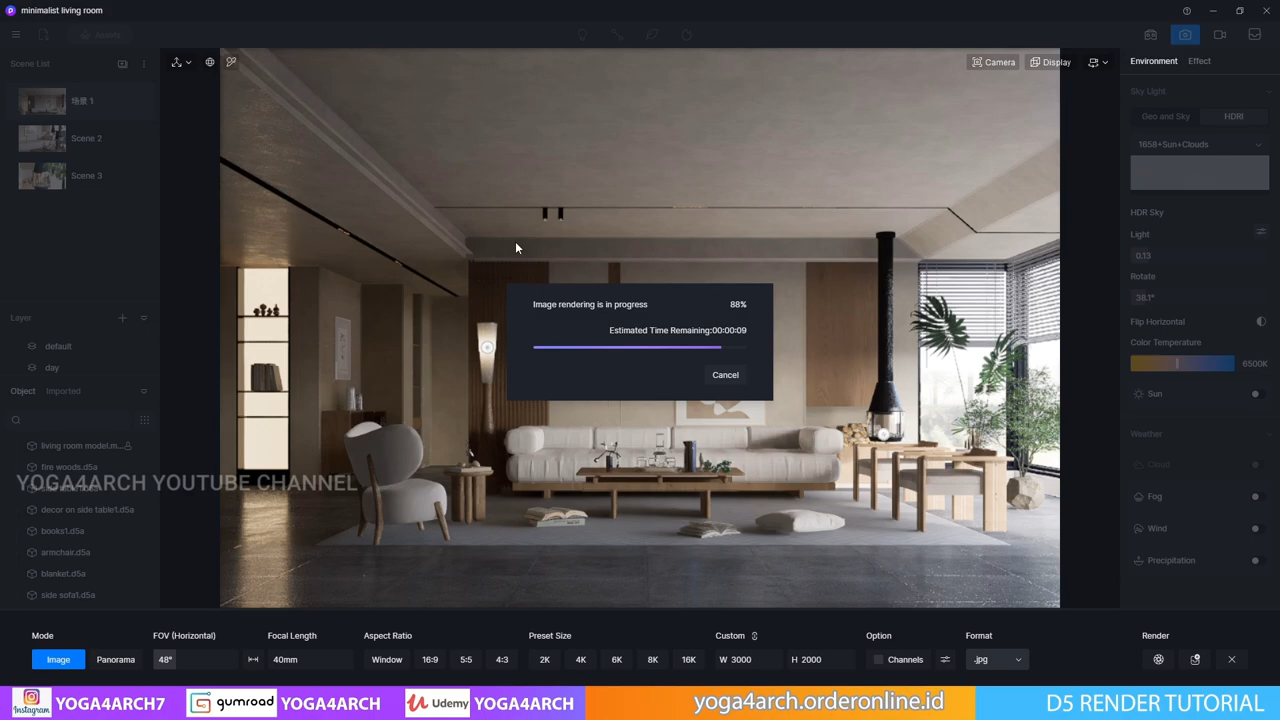 minimalist living room
Assets
Scene List
场景 1
Scene 2
Scene 3
Layer
default
day
Object Imported
living room model.m...
fire woods.d5a
decor on side table1.d5a
books1.d5a
armchair.d5a
blanket.d5a
side sofa1.d5a
YOGA4ARCH YOUTUBE CHANNEL
Camera
Display
Image rendering is in progress 88%
Estimated Time Remaining:00:00:09
Cancel
Environment Effect
Sky Light
Geo and Sky HDRI
1658+Sun+Clouds
HDR Sky
Light
0.13
Rotate
38.1°
Flip Horizontal
Color Temperature
6500K
Sun
Weather
Cloud
Fog
Wind
Precipitation
Mode FOV (Horizontal) Focal Length Aspect Ratio Preset Size Custom Option Format Render
Image Panorama 48° 40mm Window 16:9 5:5 4:3 2K 4K 6K 8K 16K W 3000 H 2000 Channels .jpg
Instagram YOGA4ARCH7 gumroad YOGA4ARCH Udemy YOGA4ARCH yoga4arch.orderonline.id D5 RENDER TUTORIAL